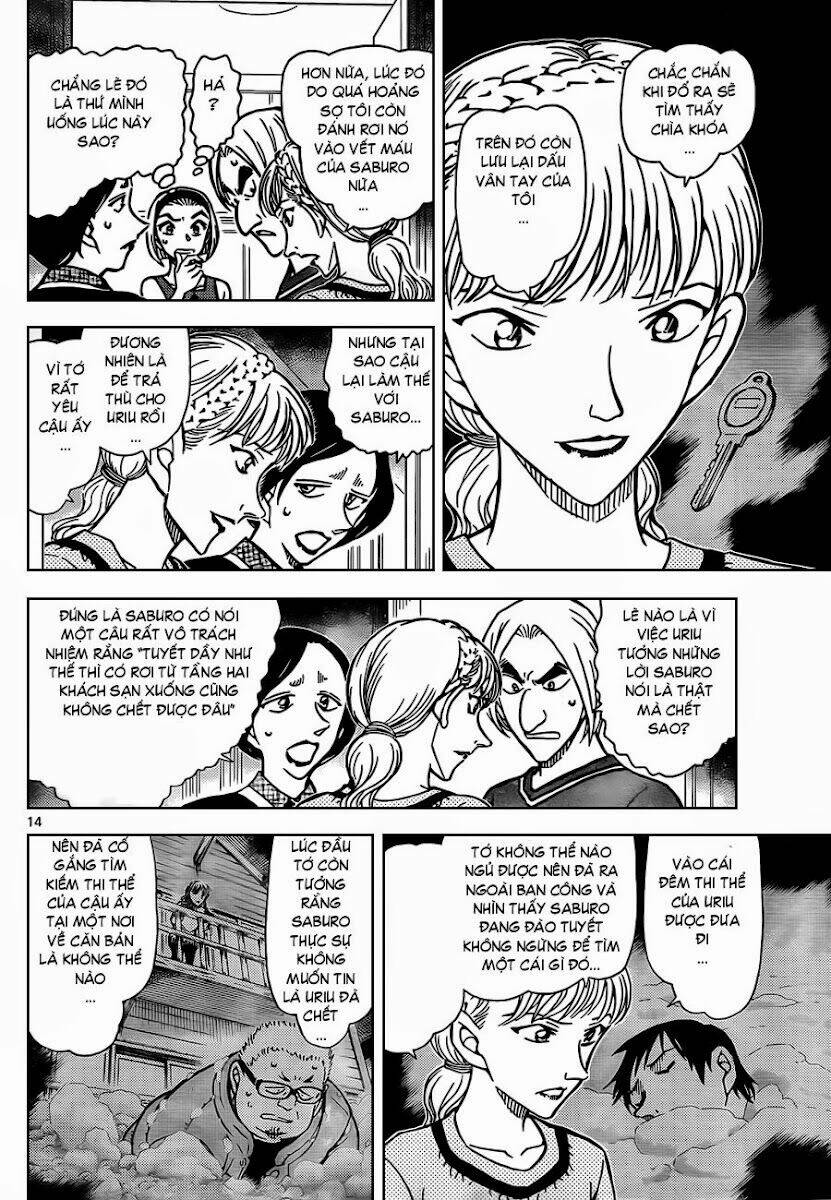 CHẮC CHẮN
KHI ĐỔ RA SẼ
TÌM THẤY
CHÌA KHÓA
...
TRÊN ĐÓ CÒN
LƯU LẠI DẤU
VÂN TAY CỦA
TÔI
...
HƠN NỮA, LÚC ĐÓ
DO QUÁ HOẢNG
SỢ TÔI CÒN
ĐÁNH RƠI NÓ
VÀO VẾT MÁU
CỦA SABURO
NỮA
...
HẢ
?
CHẲNG LẼ ĐÓ
LÀ THỨ MÌNH
UỐNG LÚC NÀY
SAO?
NHƯNG TẠI
SAO CẬU
LẠI LÀM THẾ
VỚI
SABURO...
ĐƯƠNG
NHIÊN LÀ
ĐỂ TRẢ
THÙ CHO
URIU RỒI
...
VÌ TỚ
RẤT
YÊU
CẬU ẤY
...
LẼ NÀO LÀ VÌ
VIỆC URIU
TƯỞNG NHỮNG
LỜI SABURO
NÓI LÀ THẬT
MÀ CHẾT
SAO?
ĐÚNG LÀ SABURO CÓ NÓI
MỘT CÂU RẤT VÔ TRÁCH
NHIỆM RẰNG "TUYẾT DẦY NHƯ
THẾ THÌ CÓ RƠI TỪ TẦNG HAI
KHÁCH SẠN XUỐNG CŨNG
KHÔNG CHẾT ĐƯỢC ĐÂU"
14
VÀO CÁI
ĐÊM THI THỂ
CỦA URIU
ĐƯỢC ĐƯA
ĐI
...
TỚ KHÔNG THỂ NÀO
NGỦ ĐƯỢC NÊN ĐÃ RA
NGOÀI BAN CÔNG VÀ
NHÌN THẤY SABURO
ĐANG ĐÀO TUYẾT
KHÔNG NGỪNG ĐỂ TÌM
MỘT CÁI GÌ ĐÓ...
LÚC ĐẦU
TỚ CÒN
TƯỞNG
RẰNG
SABURO
THỰC SỰ
KHÔNG
MUỐN TIN
LÀ URIU ĐÃ
CHẾT
...
NÊN ĐÃ CỐ
GẮNG TÌM
KIẾM THI THỂ
CỦA CẬU ẤY
TẠI MỘT NƠI
VỀ CĂN BẢN
LÀ KHÔNG THỂ
NÀO
...